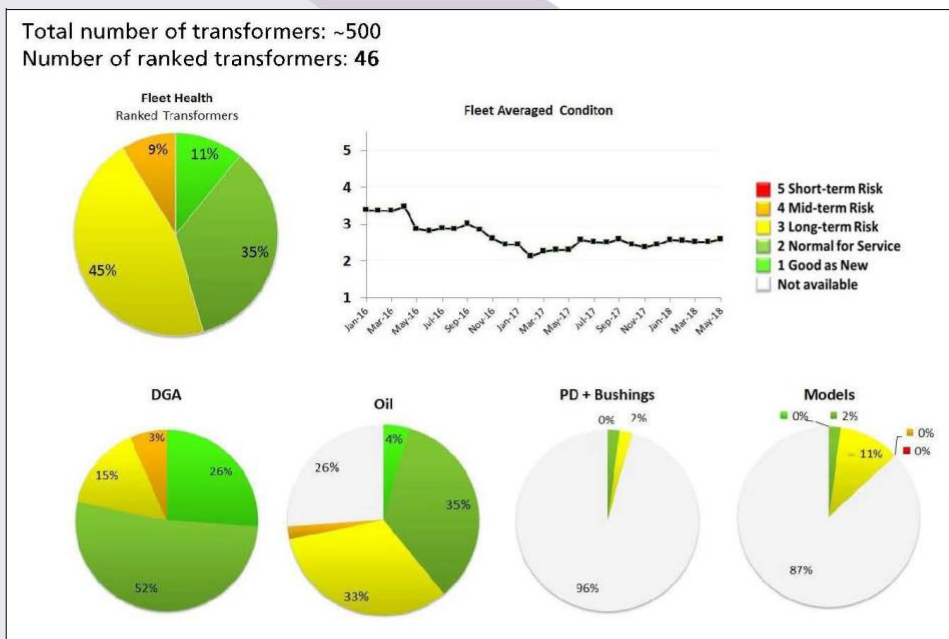 Total number of transformers: ~500
Number of ranked transformers: 46
Fleet Health
Ranked Transformers
9%
11%
35%
45%
Fleet Averaged Conditon
5
4
3
2
1
Jan-16
Mar-16
May-16
Jul-16
Sep-16
Nov-16
Jan-17
Mar-17
May-17
Jul-17
Sep-17
Nov-17
Jan-18
Mar-18
May-18
5 Short-term Risk
4 Mid-term Risk
3 Long-term Risk
2 Normal for Service
1 Good as New
Not available
DGA
3%
26%
15%
52%
Oil
4%
26%
35%
33%
PD + Bushings
0%
2%
96%
Models
0%
2%
0%
0%
11%
87%